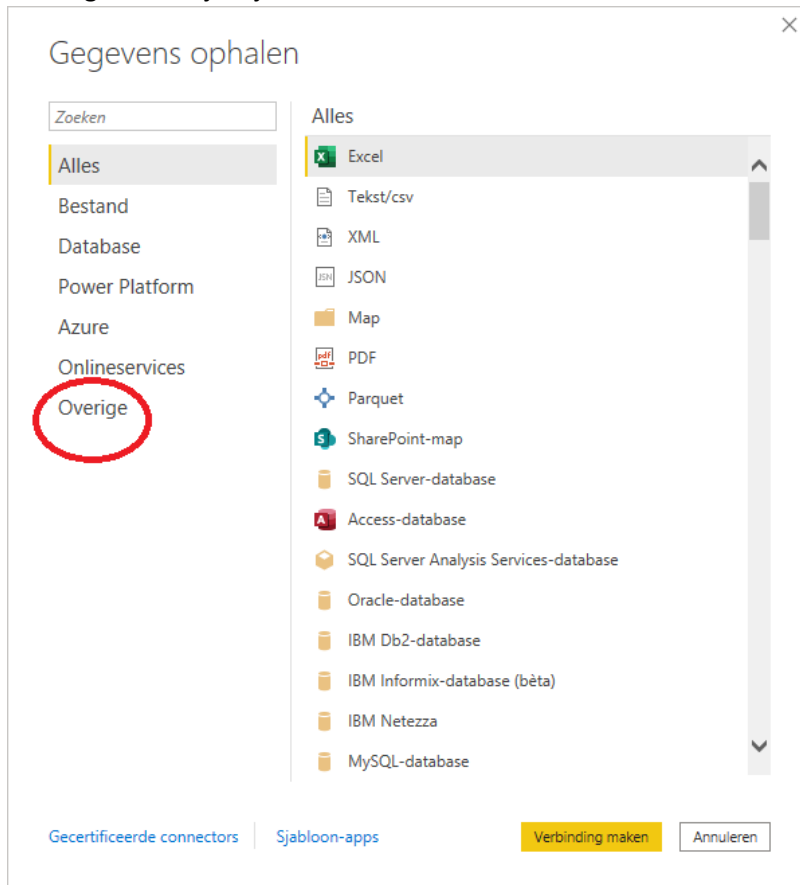 Gegevens ophalen
Zoeken
Alles
Bestand
Database
Power Platform
Azure
Onlineservices
Overige
Alles
Excel
Tekst/csv
XML
JSN JSON
Map
pdf PDF
Parquet
S SharePoint-map
SQL Server-database
A Access-database
SQL Server Analysis Services-database
Oracle-database
IBM Db2-database
IBM Informix-database (bèta)
IBM Netezza
MySQL-database
Gecertificeerde connectors
Sjabloon-apps
Verbinding maken
Annuleren